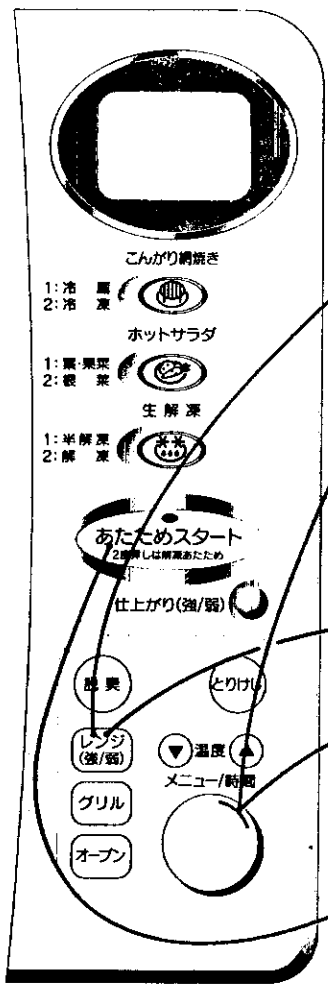 こんがり網焼き
1:冷 蔵
2:冷 凍
ホットサラダ
1:葉・果菜
2:根 菜
生解凍
1:半解凍
2:解 凍
あたためスタート
2度押しは解凍あたため
仕上がり(強/弱)
脱臭
とりけし
レンジ
(強/弱)
▼温度▲
メニュー/時間
グリル
オーブン